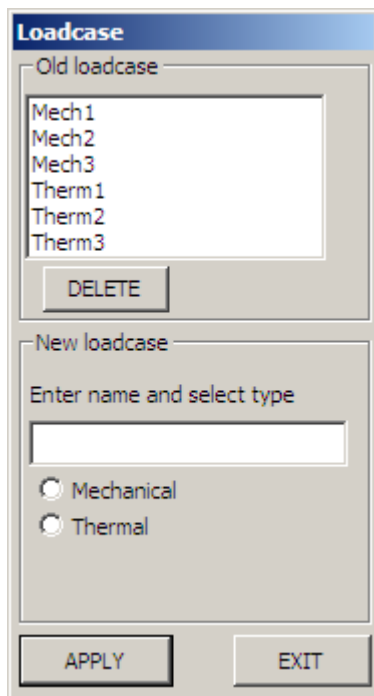 Loadcase
Old loadcase
Mech1
Mech2
Mech3
Therm1
Therm2
Therm3
DELETE
New loadcase
Enter name and select type
Mechanical
Thermal
APPLY EXIT